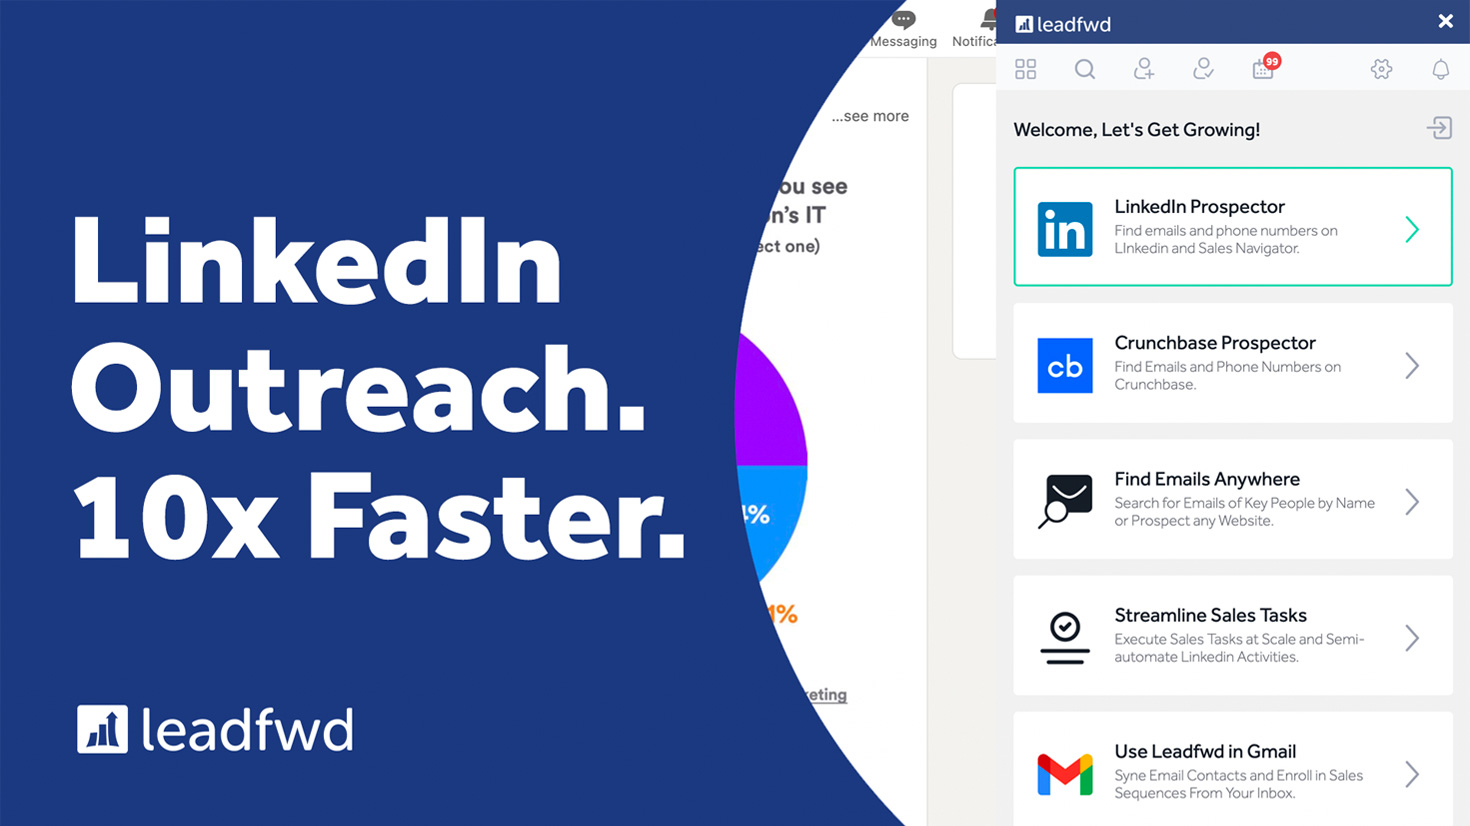 LinkedIn
Outreach.
10x Faster.
leadfwd
Messaging
...see more
ou see
n's IT
ect one)
4%
1%
eting
leadfwd
99
Welcome, Let's Get Growing!
in
LinkedIn Prospector
Find emails and phone numbers on
LInkedin and Sales Navigator.
cb
Crunchbase Prospector
Find Emails and Phone Numbers on
Crunchbase.
Find Emails Anywhere
Search for Emails of Key People by Name
or Prospect any Website.
Streamline Sales Tasks
Execute Sales Tasks at Scale and Semi-
automate Linkedin Activities.
Use Leadfwd in Gmail
Syne Email Contacts and Enroll in Sales
Sequences From Your Inbox.